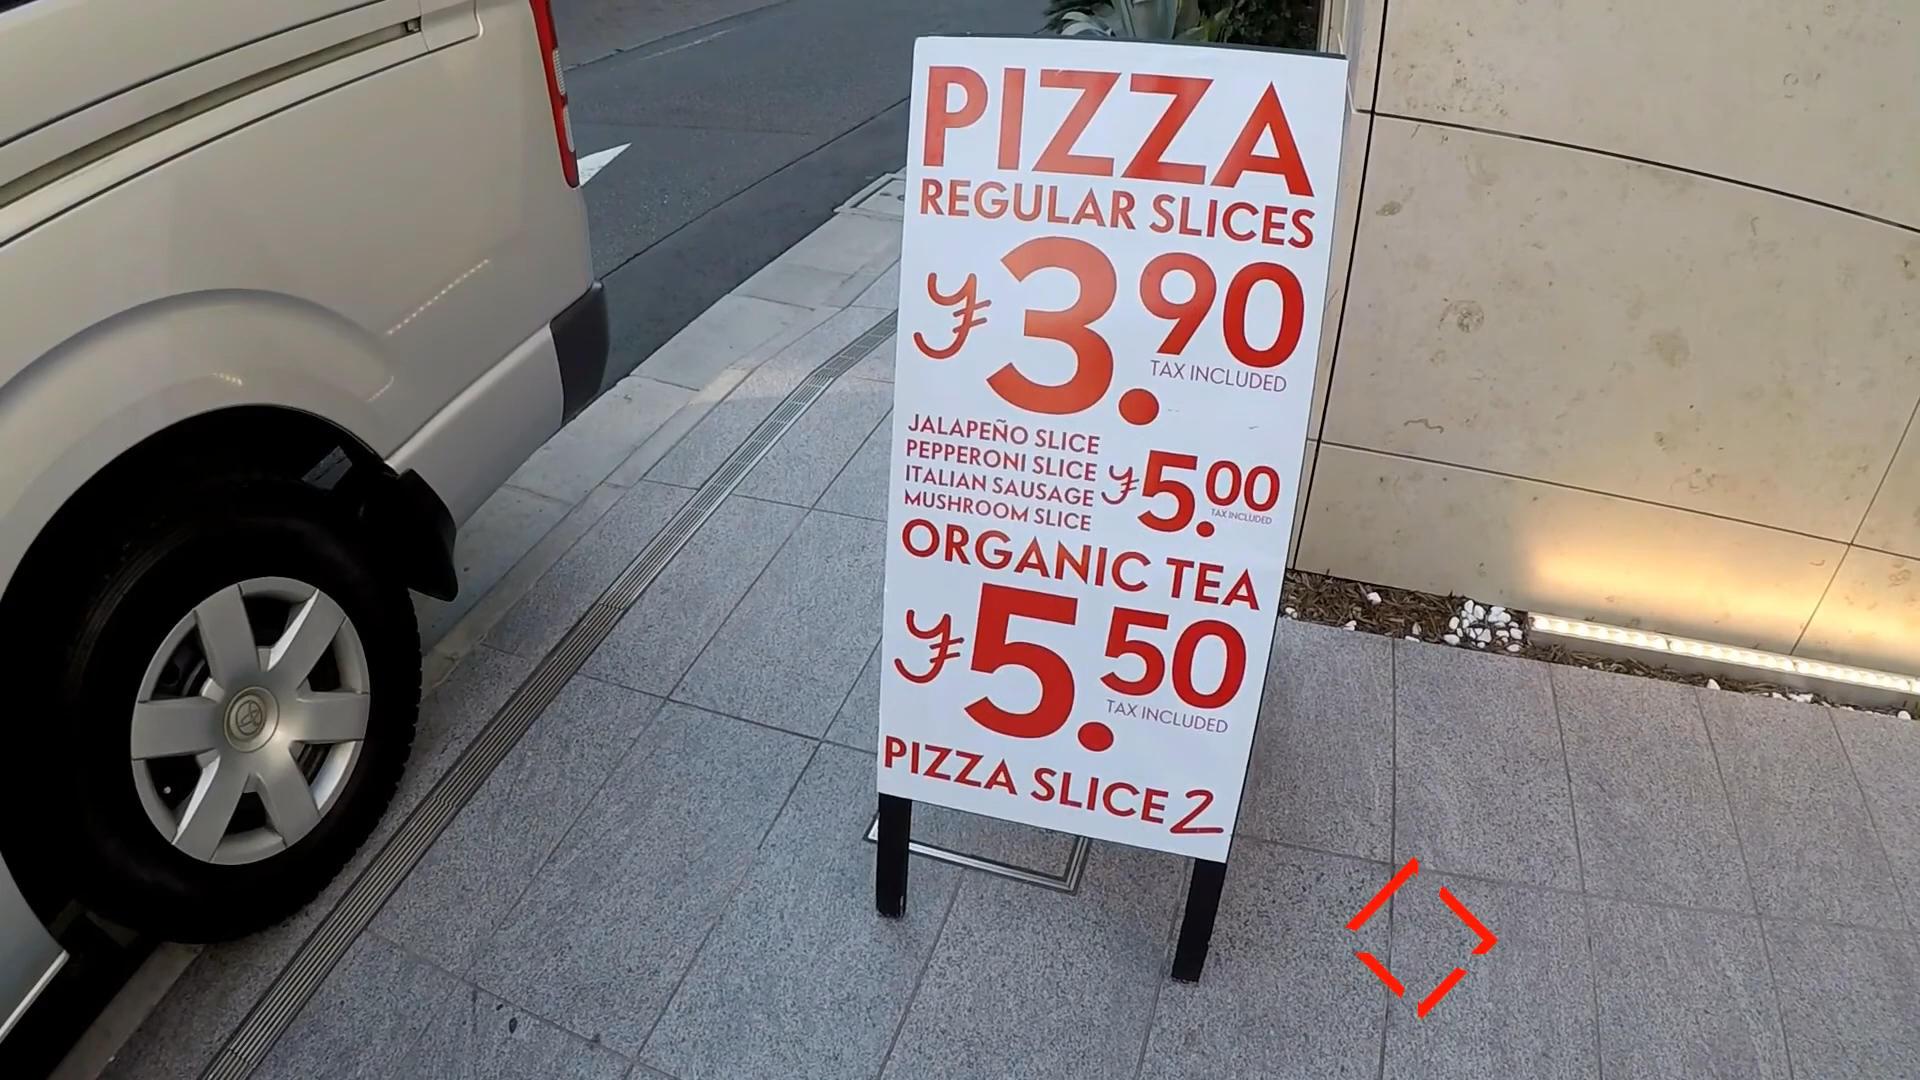 PIZZA
REGULAR SLICES
¥3.90
TAX INCLUDED
JALAPEÑO SLICE
PEPPERONI SLICE
ITALIAN SAUSAGE
MUSHROOM SLICE
¥5.00
TAX INCLUDED
ORGANIC TEA
¥5.50
TAX INCLUDED
PIZZA SLICE 2